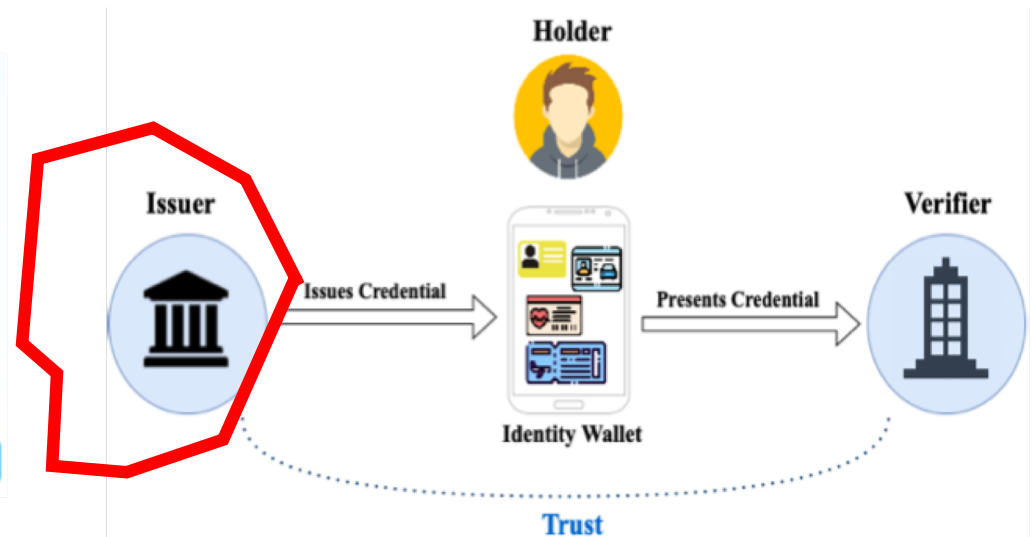 Holder
Issuer
Verifier
Issues Credential
Presents Credential
Identity Wallet
Trust